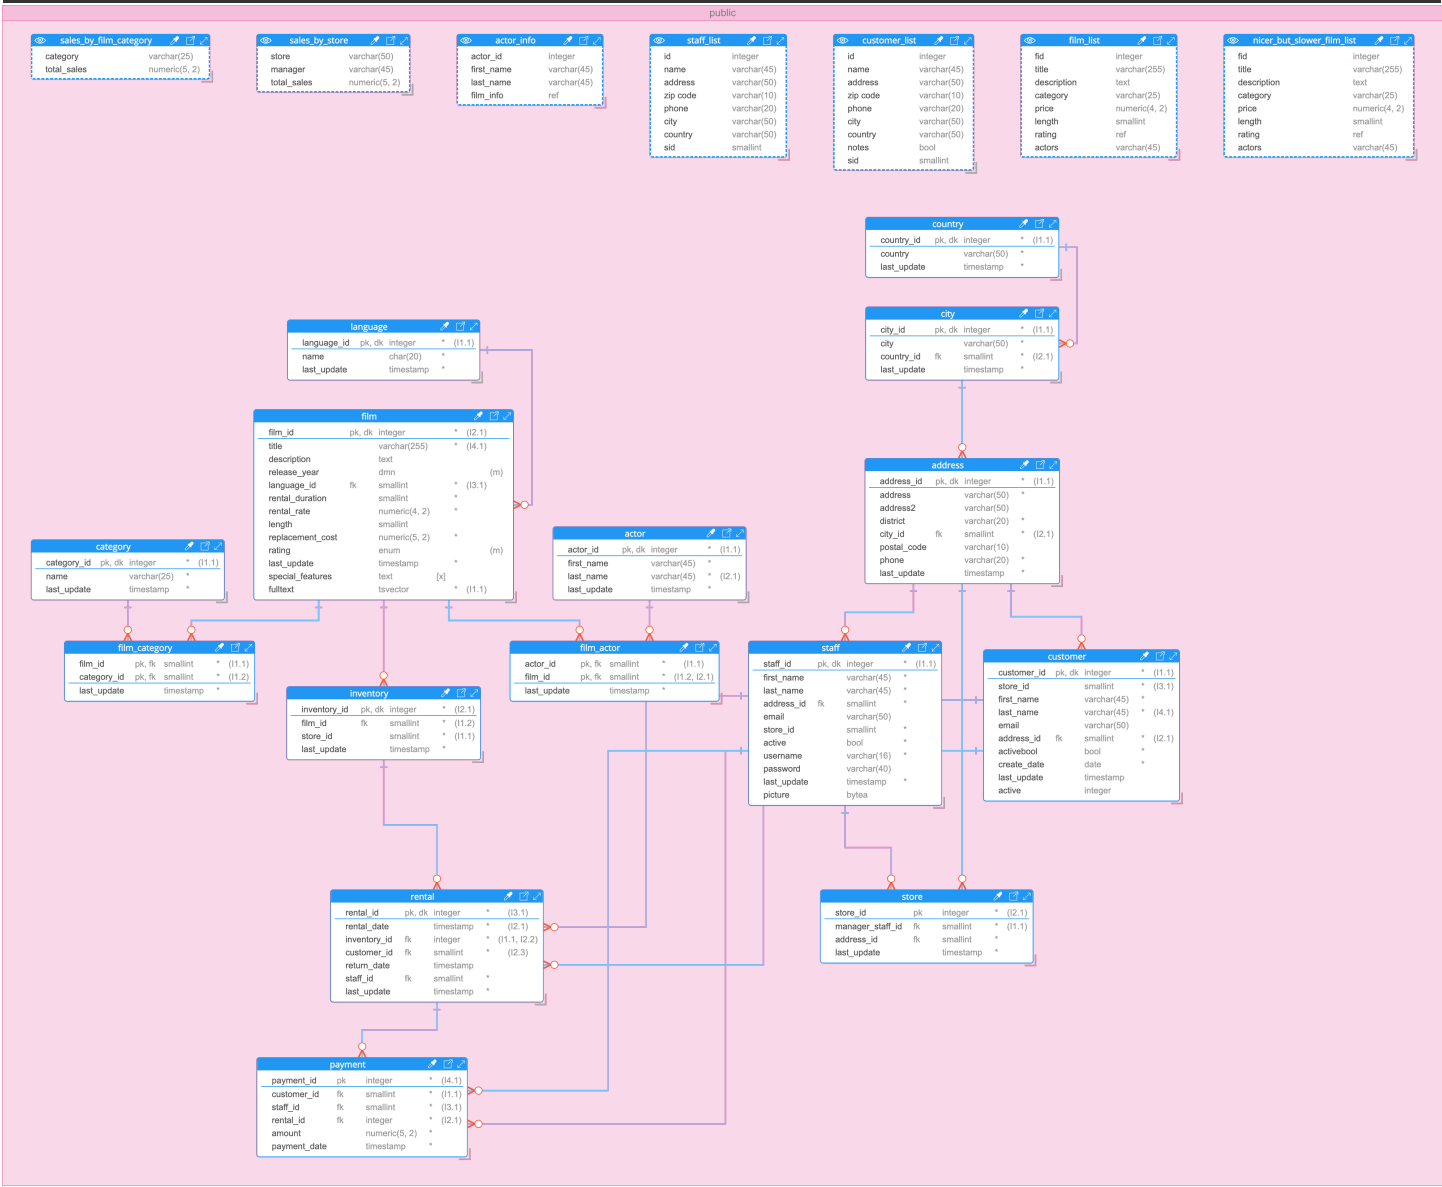 public
sales_by_film_category
category varchar(25)
total_sales numeric(5, 2)
sales_by_store
store varchar(50)
manager varchar(45)
total_sales numeric(5, 2)
actor_info
actor_id integer
first_name varchar(45)
last_name varchar(45)
film_info ref
staff_list
id integer
name varchar(45)
address varchar(50)
zip code varchar(10)
phone varchar(20)
city varchar(50)
country varchar(50)
sid smallint
customer_list
id integer
name varchar(45)
address varchar(50)
zip code varchar(10)
phone varchar(20)
city varchar(50)
country varchar(50)
notes bool
sid smallint
film_list
fid integer
title varchar(255)
description text
category varchar(25)
price numeric(4, 2)
length smallint
rating ref
actors varchar(45)
nicer_but_slower_film_list
fid integer
title varchar(255)
description text
category varchar(25)
price numeric(4, 2)
length smallint
rating ref
actors varchar(45)
country
country_id pk, dk integer * (I1.1)
country varchar(50) *
last_update timestamp *
city
city_id pk, dk integer * (I1.1)
city varchar(50) *
country_id fk smallint * (I2.1)
last_update timestamp *
language
language_id pk, dk integer * (I1.1)
name char(20) *
last_update timestamp *
film
film_id pk, dk integer * (I2.1)
title varchar(255) * (I4.1)
description text
release_year dmn (m)
language_id fk smallint * (I3.1)
rental_duration smallint *
rental_rate numeric(4, 2) *
length smallint
replacement_cost numeric(5, 2) *
rating enum (m)
last_update timestamp *
special_features text [x]
fulltext tsvector * (I1.1)
address
address_id pk, dk integer * (I1.1)
address varchar(50) *
address2 varchar(50)
district varchar(20) *
city_id fk smallint * (I2.1)
postal_code varchar(10)
phone varchar(20) *
last_update timestamp *
category
category_id pk, dk integer * (I1.1)
name varchar(25) *
last_update timestamp *
actor
actor_id pk, dk integer * (I1.1)
first_name varchar(45) *
last_name varchar(45) * (I2.1)
last_update timestamp *
film_category
film_id pk, fk smallint * (I1.1)
category_id pk, fk smallint * (I1.2)
last_update timestamp *
film_actor
actor_id pk, fk smallint * (I1.1)
film_id pk, fk smallint * (I1.2, I2.1)
last_update timestamp *
inventory
inventory_id pk, dk integer * (I2.1)
film_id fk smallint * (I1.2)
store_id smallint * (I1.1)
last_update timestamp *
staff
staff_id pk, dk integer * (I1.1)
first_name varchar(45) *
last_name varchar(45) *
address_id fk smallint *
email varchar(50)
store_id smallint *
active bool *
username varchar(16) *
password varchar(40)
last_update timestamp *
picture bytea
customer
customer_id pk, dk integer * (I1.1)
store_id smallint * (I3.1)
first_name varchar(45) *
last_name varchar(45) * (I4.1)
email varchar(50)
address_id fk smallint * (I2.1)
activebool bool *
create_date date *
last_update timestamp
active integer
rental
rental_id pk, dk integer * (I3.1)
rental_date timestamp * (I2.1)
inventory_id fk integer * (I1.1, I2.2)
customer_id fk smallint * (I2.3)
return_date timestamp
staff_id fk smallint *
last_update timestamp *
store
store_id pk integer * (I2.1)
manager_staff_id fk smallint * (I1.1)
address_id fk smallint *
last_update timestamp *
payment
payment_id pk integer * (I4.1)
customer_id fk smallint * (I1.1)
staff_id fk smallint * (I3.1)
rental_id fk integer * (I2.1)
amount numeric(5, 2) *
payment_date timestamp *